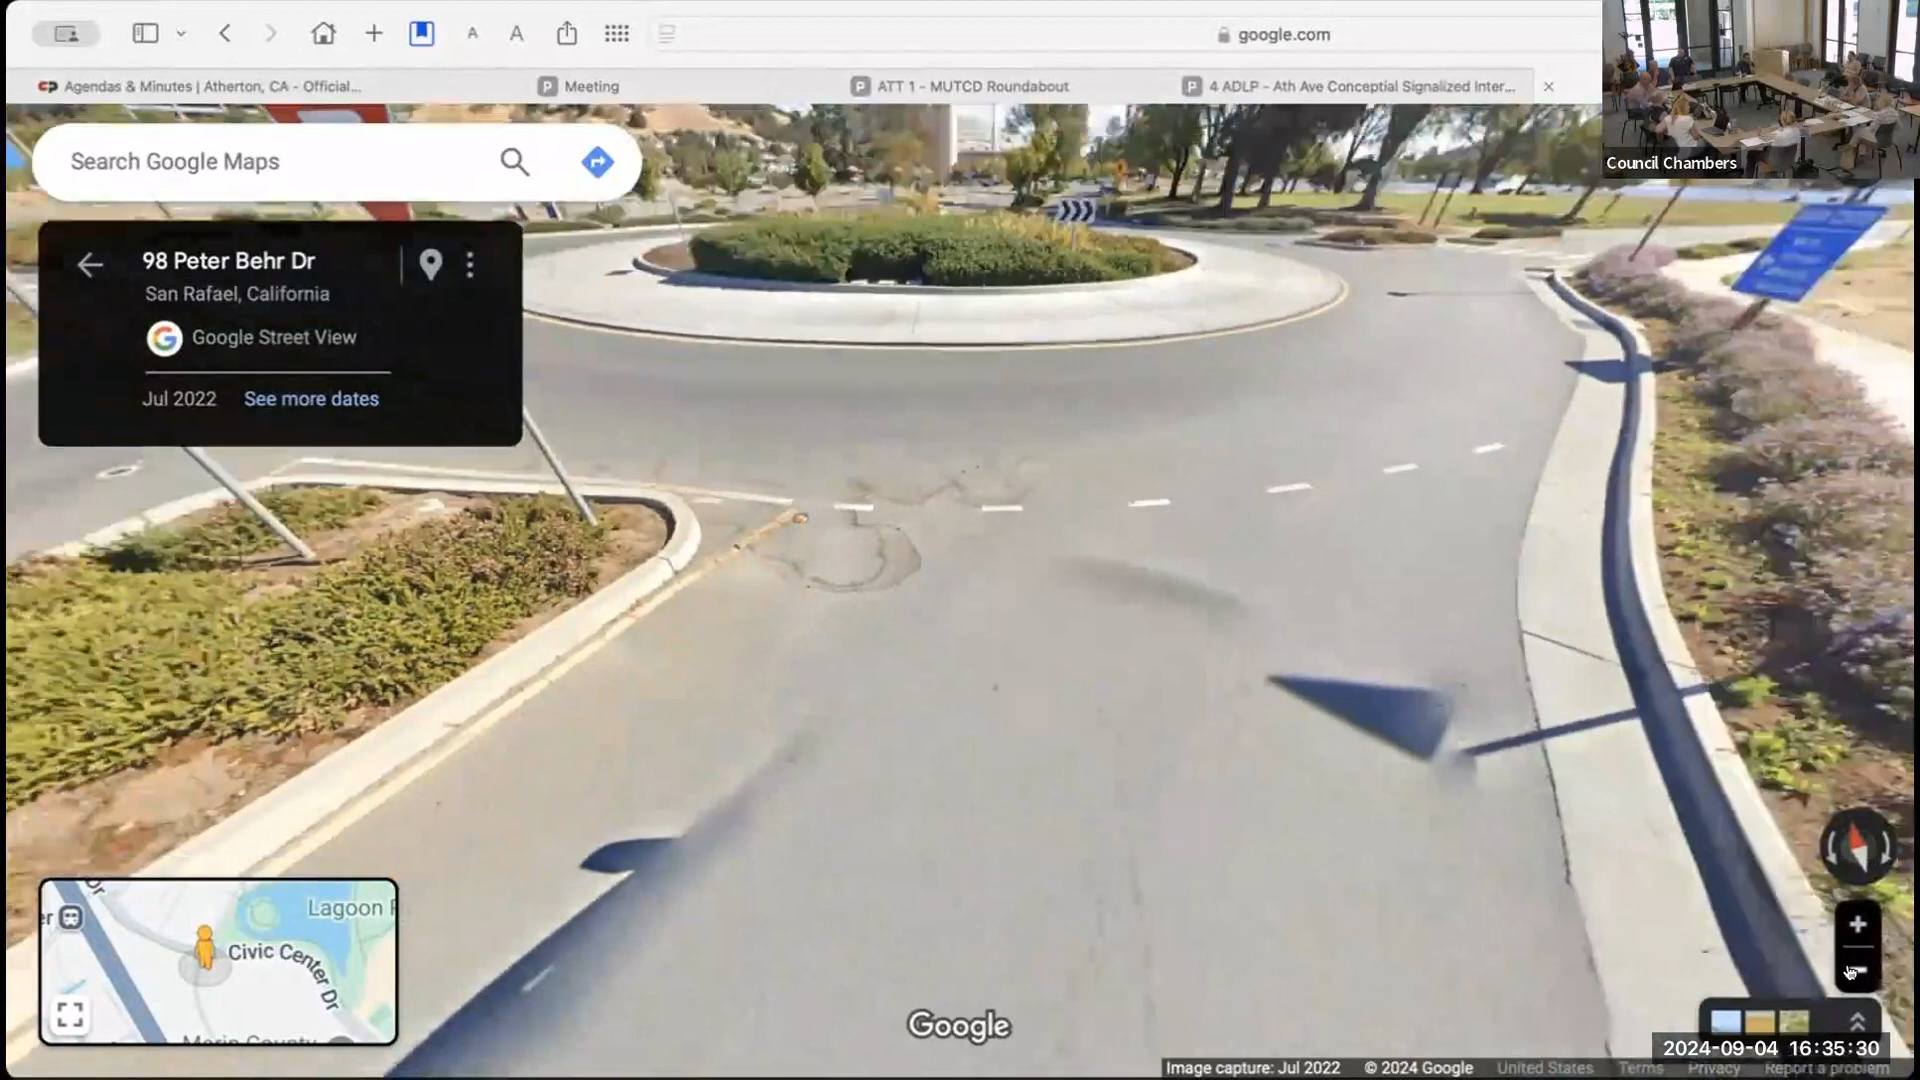 google.com
Agendas & Minutes | Atherton, CA - Official...
Meeting
ATT 1 - MUTCD Roundabout
4 ADLP - Ath Ave Conceptial Signalized Inter...
Council Chambers
Search Google Maps
98 Peter Behr Dr
San Rafael, California
Google Street View
Jul 2022 See more dates
Lagoon
Civic Center Dr
Dr
Marin County
Google
2024-09-04 16:35:30
Image capture: Jul 2022 © 2024 Google United States Terms Privacy Report a problem